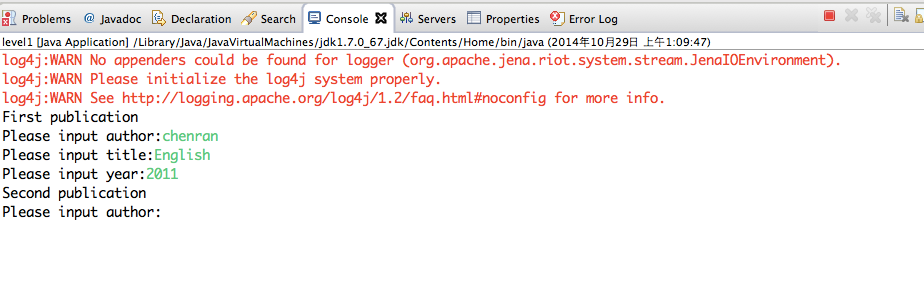 Problems @ Javadoc Declaration Search Console Servers Properties Error Log
level1 [Java Application] /Library/Java/JavaVirtualMachines/jdk1.7.0_67.jdk/Contents/Home/bin/java (2014年10月29日 上午1:09:47)
log4j:WARN No appenders could be found for logger (org.apache.jena.riot.system.stream.JenaIOEnvironment).
log4j:WARN Please initialize the log4j system properly.
log4j:WARN See http://logging.apache.org/log4j/1.2/faq.html#noconfig for more info.
First publication
Please input author:chenran
Please input title:English
Please input year:2011
Second publication
Please input author: